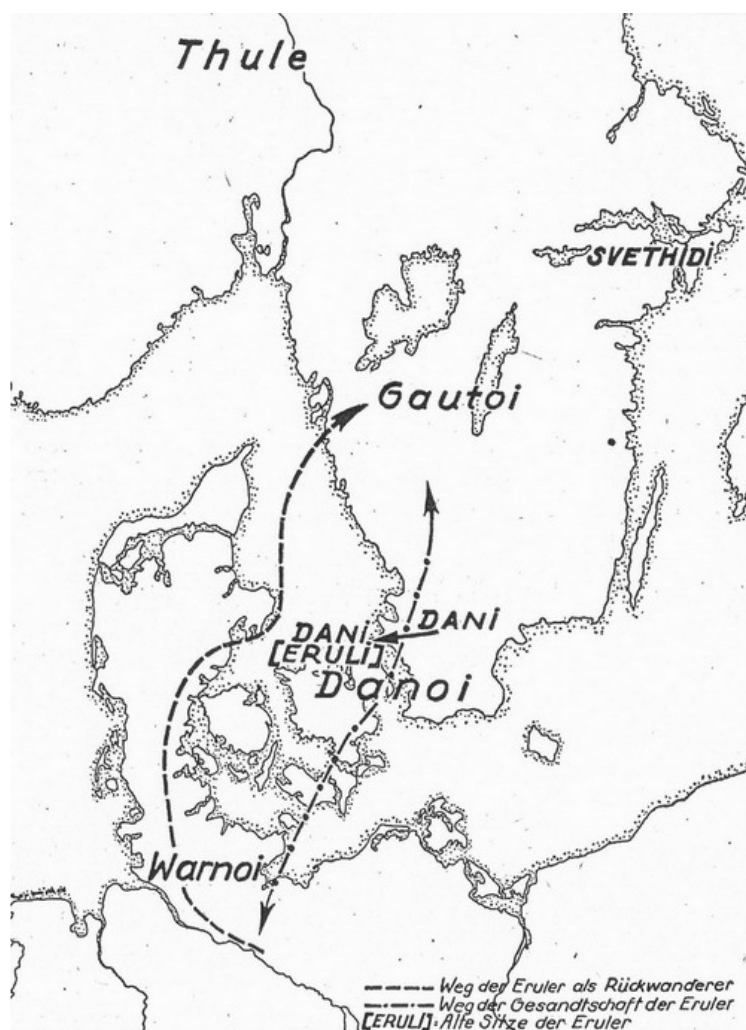 Thule
SVETHIDI
Gautoi
DANI
DANI
[ERULI]
Danoi
Warnoi
Weg der Eruler als Rückwanderer
Weg der Gesandtschaft der Eruler
[ERULI]: Alte Sitze der Eruler